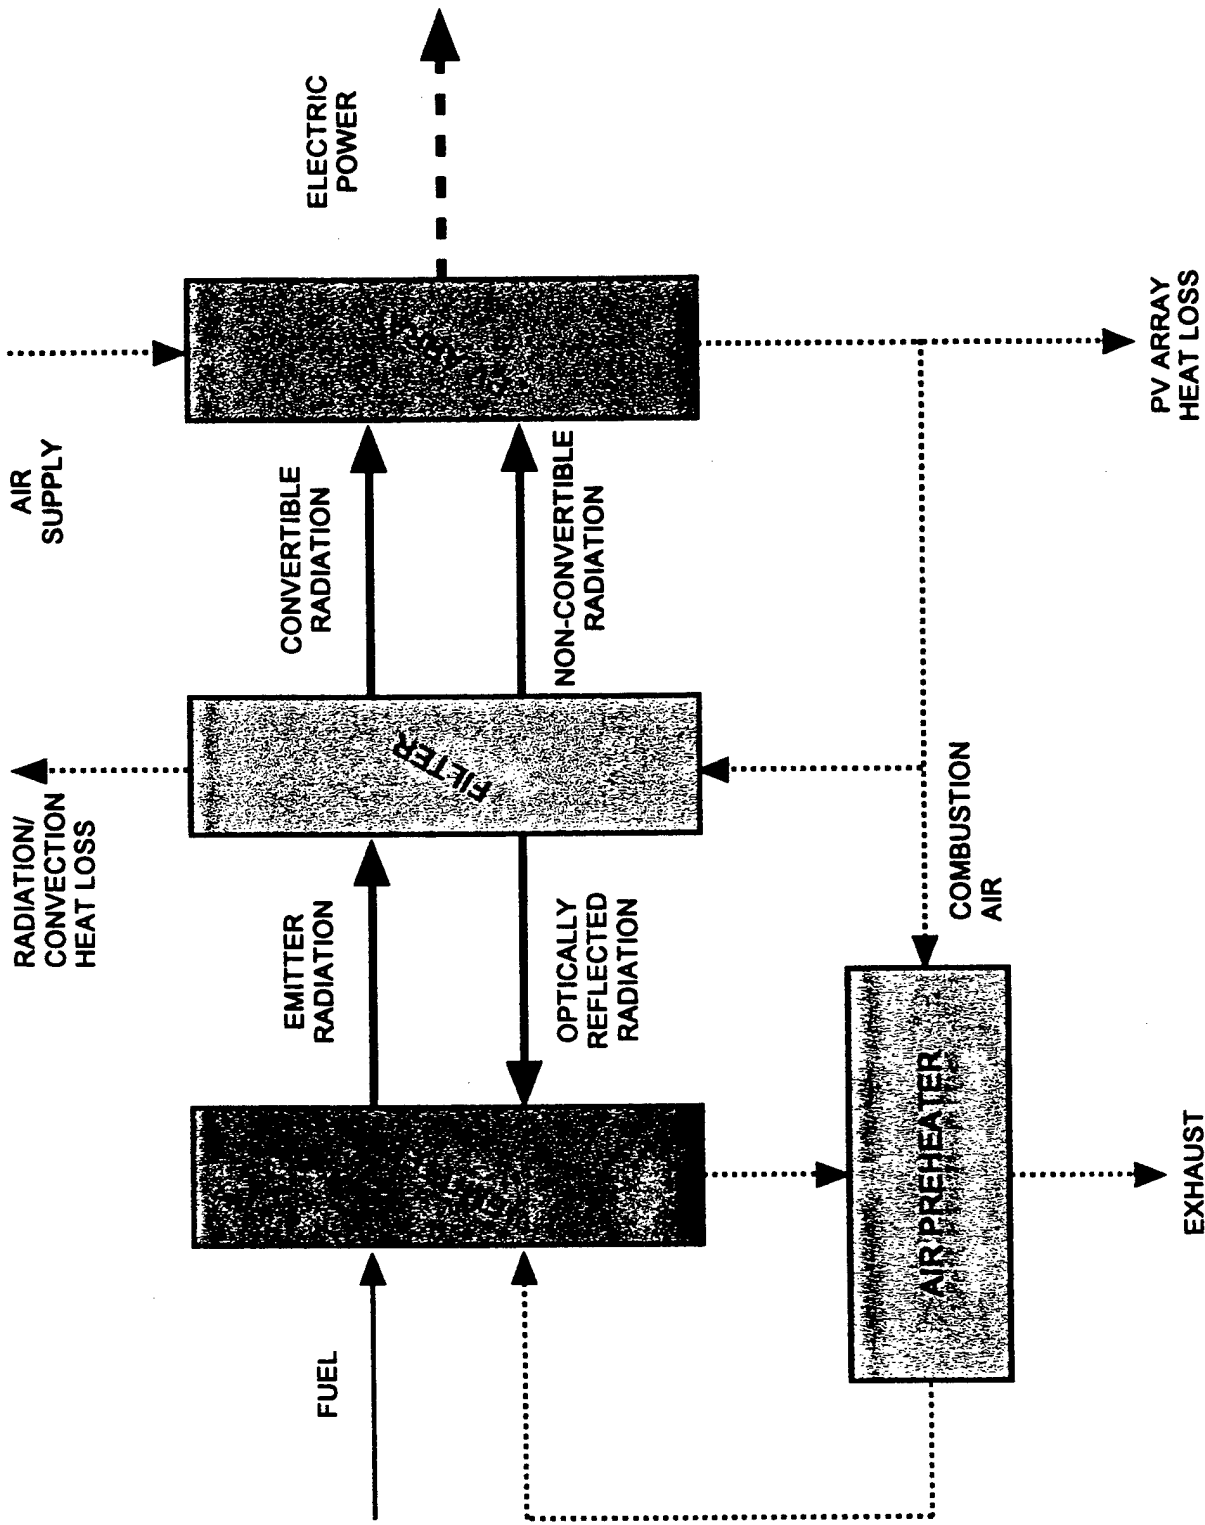 AIR
SUPPLY
ELECTRIC
POWER
RADIATION/
CONVECTION
HEAT LOSS
CONVERTIBLE
RADIATION
NON-CONVERTIBLE
RADIATION
PV ARRAY
HEAT LOSS
FILTER
EMITTER
RADIATION
OPTICALLY
REFLECTED
RADIATION
COMBUSTION
AIR
FUEL
AIR PREHEATER
EXHAUST